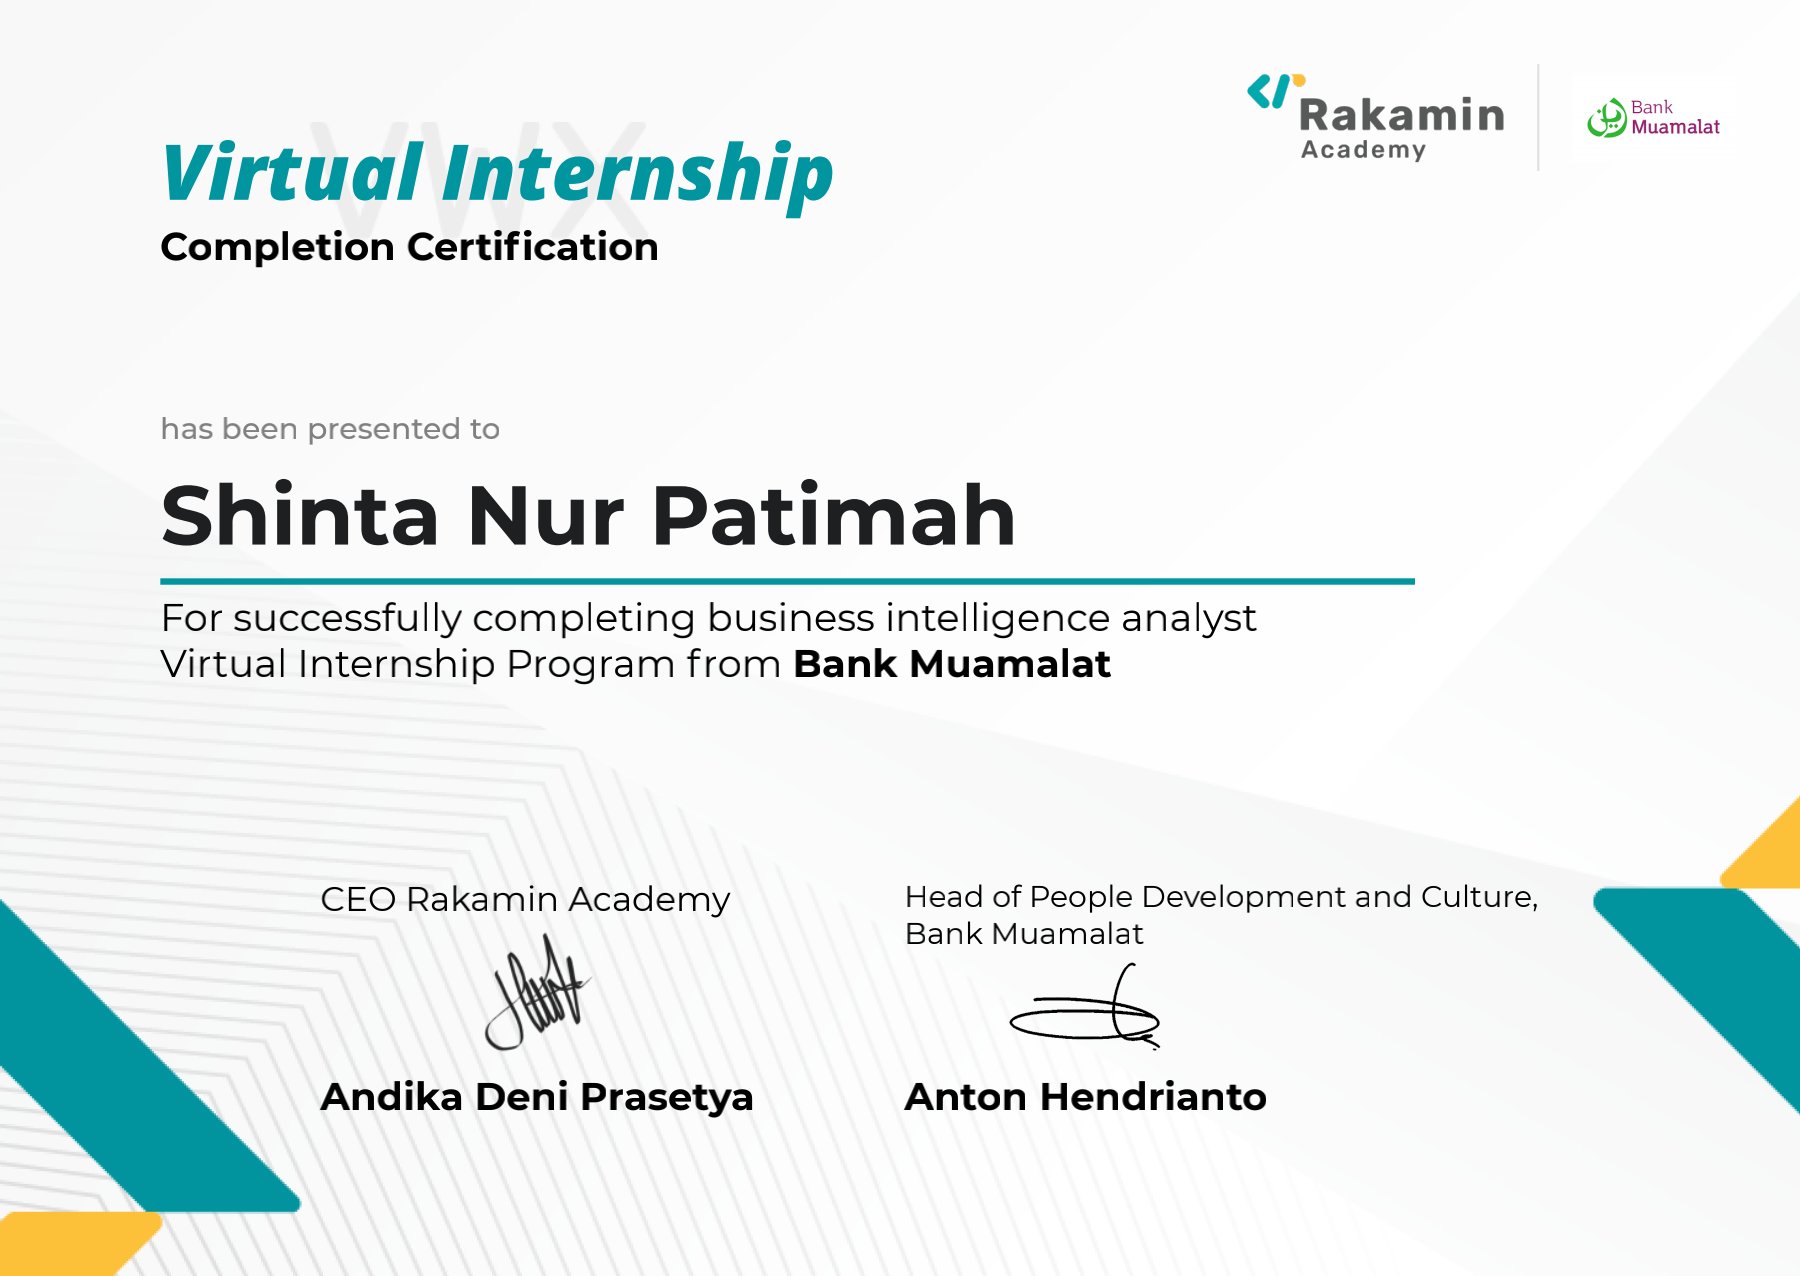 Rakamin
Academy
Bank
Muamalat
VWX
Virtual Internship
Completion Certification
has been presented to
Shinta Nur Patimah
For successfully completing business intelligence analyst
Virtual Internship Program from Bank Muamalat
CEO Rakamin Academy
Andika Deni Prasetya
Head of People Development and Culture,
Bank Muamalat
Anton Hendrianto